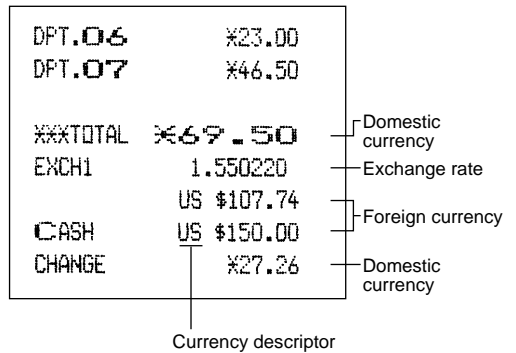 DPT.06 ¥23.00
DPT.07 ¥46.50
***TOTAL ¥69.50
Domestic
currency
EXCH1 1.550220
Exchange rate
US $107.74
Foreign currency
CASH US $150.00
CHANGE ¥27.26
Domestic
currency
Currency descriptor